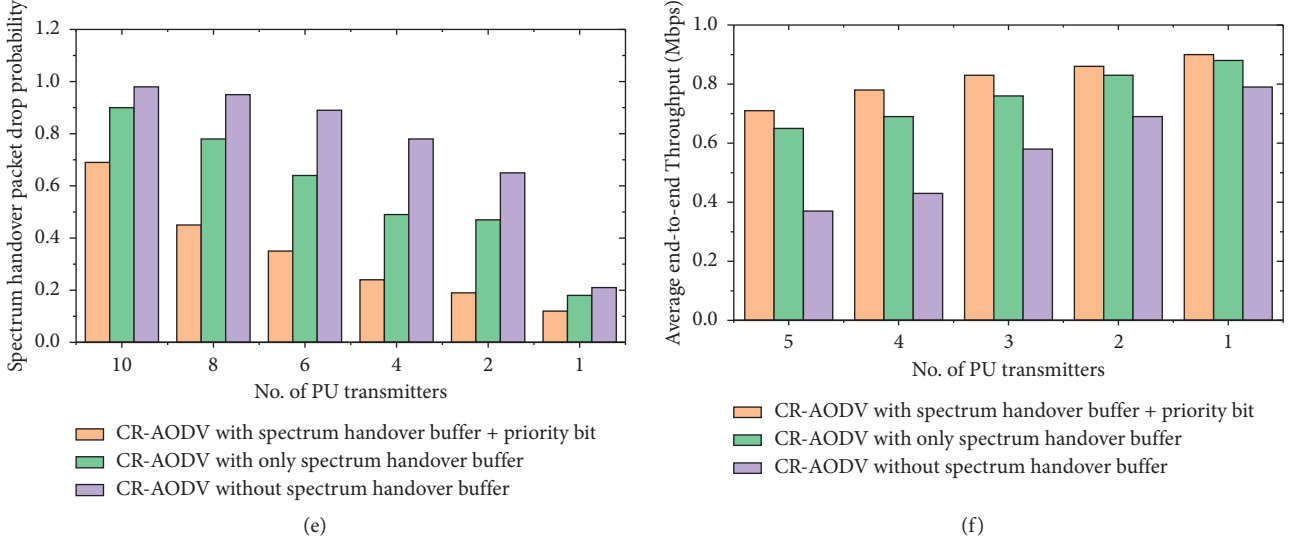 Spectrum handover packet drop probability
1.2
1.0
0.8
0.6
0.4
0.2
0.0
10 8 6 4 2 1
No. of PU transmitters
CR-AODV with spectrum handover buffer + priority bit
CR-AODV with only spectrum handover buffer
CR-AODV without spectrum handover buffer
(e)
Average end-to-end Throughput (Mbps)
1.0
0.8
0.6
0.4
0.2
0.0
5 4 3 2 1
No. of PU transmitters
CR-AODV with spectrum handover buffer + priority bit
CR-AODV with only spectrum handover buffer
CR-AODV without spectrum handover buffer
(f)